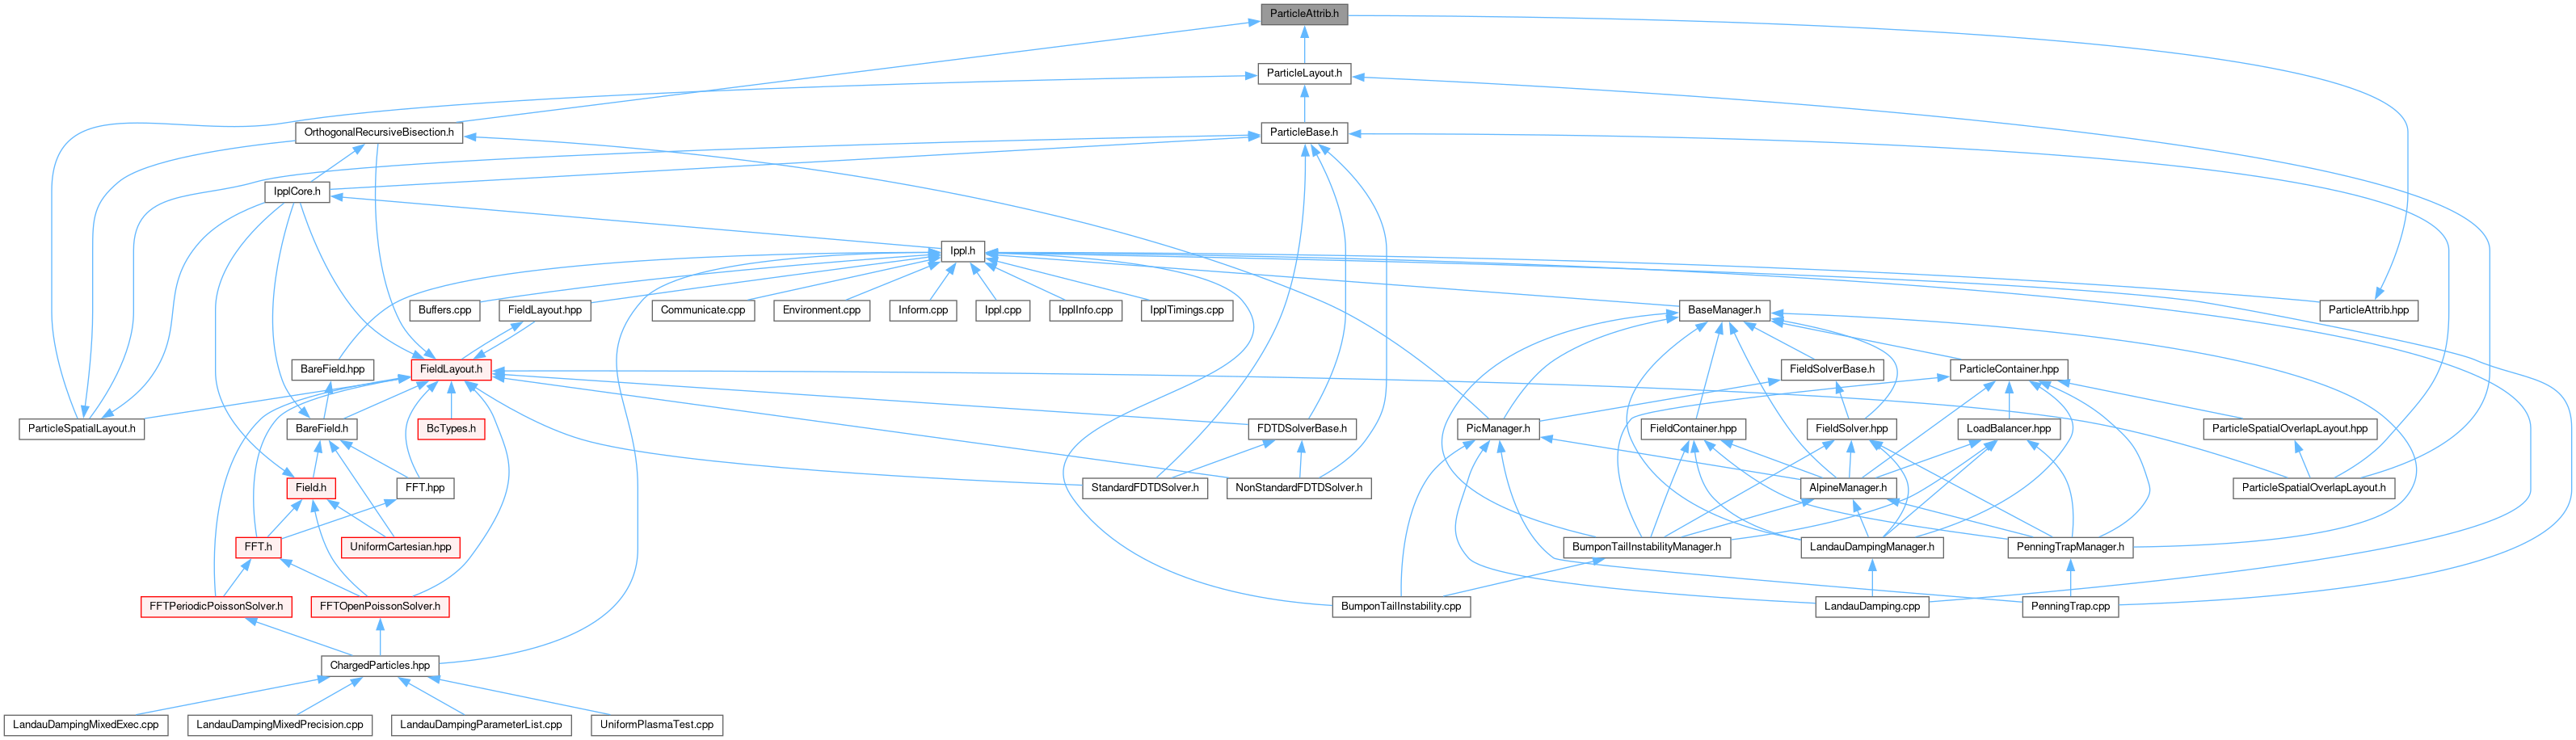 ParticleAttrib.h
ParticleLayout.h
OrthogonalRecursiveBisection.h
ParticleBase.h
IpplCore.h
Ippl.h
Buffers.cpp
FieldLayout.hpp
Communicate.cpp
Environment.cpp
Inform.cpp
Ippl.cpp
IpplInfo.cpp
IpplTimings.cpp
BaseManager.h
ParticleAttrib.hpp
BareField.hpp
FieldLayout.h
FieldSolverBase.h
ParticleContainer.hpp
ParticleSpatialLayout.h
BareField.h
BcTypes.h
FDTDSolverBase.h
PicManager.h
FieldContainer.hpp
FieldSolver.hpp
LoadBalancer.hpp
ParticleSpatialOverlapLayout.hpp
Field.h
FFT.hpp
StandardFDTDSolver.h
NonStandardFDTDSolver.h
AlpineManager.h
ParticleSpatialOverlapLayout.h
FFT.h
UniformCartesian.hpp
BumponTailInstabilityManager.h
LandauDampingManager.h
PenningTrapManager.h
FFTPeriodicPoissonSolver.h
FFTOpenPoissonSolver.h
BumponTailInstability.cpp
LandauDamping.cpp
PenningTrap.cpp
ChargedParticles.hpp
LandauDampingMixedExec.cpp
LandauDampingMixedPrecision.cpp
LandauDampingParameterList.cpp
UniformPlasmaTest.cpp